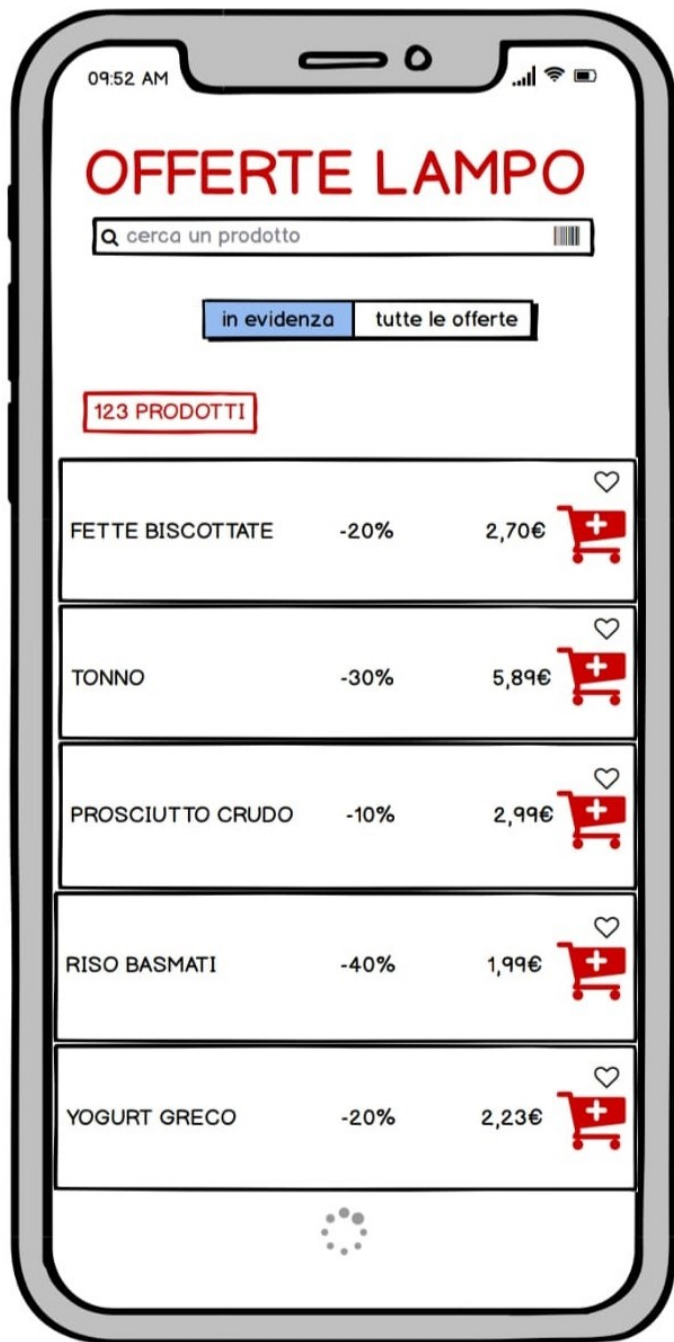 09:52 AM
OFFERTE LAMPO
cerca un prodotto
in evidenza tutte le offerte
123 PRODOTTI
FETTE BISCOTTATE -20% 2,70€
TONNO -30% 5,89€
PROSCIUTTO CRUDO -10% 2,99€
RISO BASMATI -40% 1,99€
YOGURT GRECO -20% 2,23€